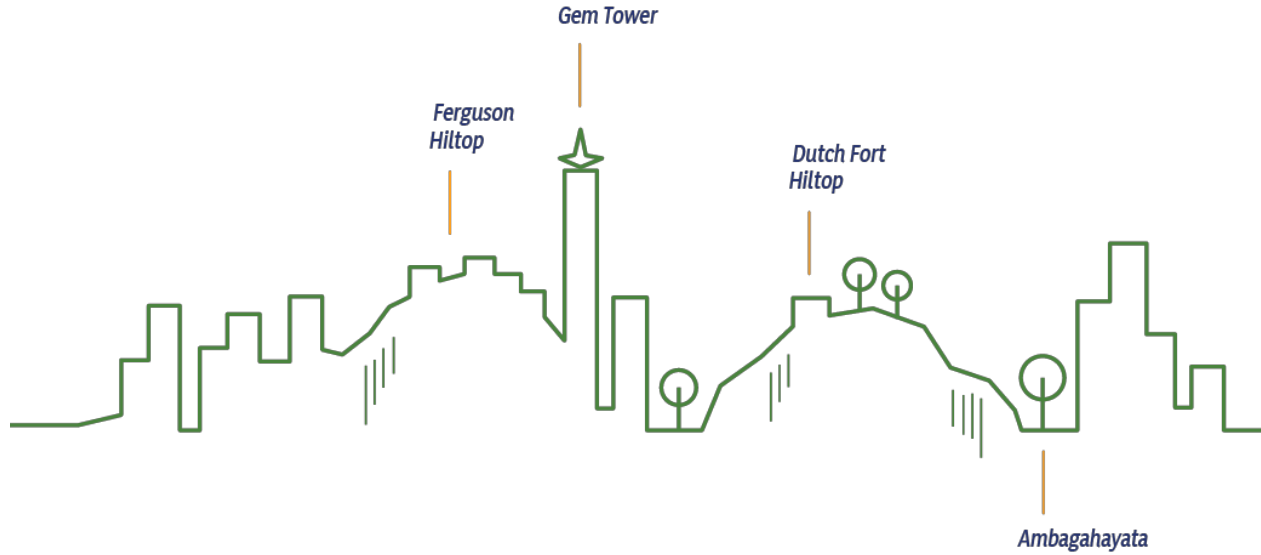 Gem Tower
Ferguson
Hiltop
Dutch Fort
Hiltop
Ambagahayata